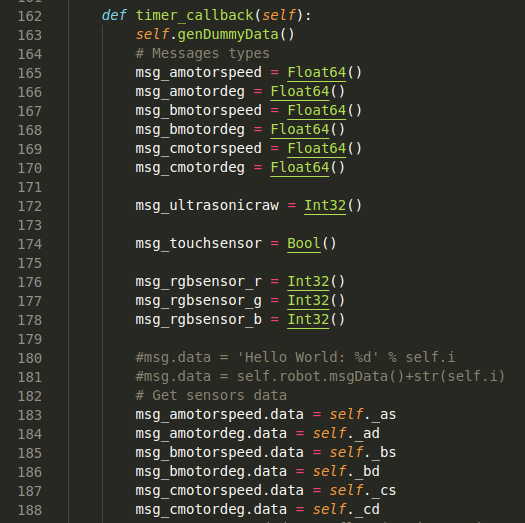 162 def timer_callback(self):
163 self.genDummyData()
164 # Messages types
165 msg_amotorspeed = Float64()
166 msg_amotordeg = Float64()
167 msg_bmotorspeed = Float64()
168 msg_bmotordeg = Float64()
169 msg_cmotorspeed = Float64()
170 msg_cmotordeg = Float64()
171
172 msg_ultrasonicraw = Int32()
173
174 msg_touchsensor = Bool()
175
176 msg_rgbsensor_r = Int32()
177 msg_rgbsensor_g = Int32()
178 msg_rgbsensor_b = Int32()
179
180 #msg.data = 'Hello World: %d' % self.i
181 #msg.data = self.robot.msgData()+str(self.i)
182 # Get sensors data
183 msg_amotorspeed.data = self._as
184 msg_amotordeg.data = self._ad
185 msg_bmotorspeed.data = self._bs
186 msg_bmotordeg.data = self._bd
187 msg_cmotorspeed.data = self._cs
188 msg_cmotordeg.data = self._cd